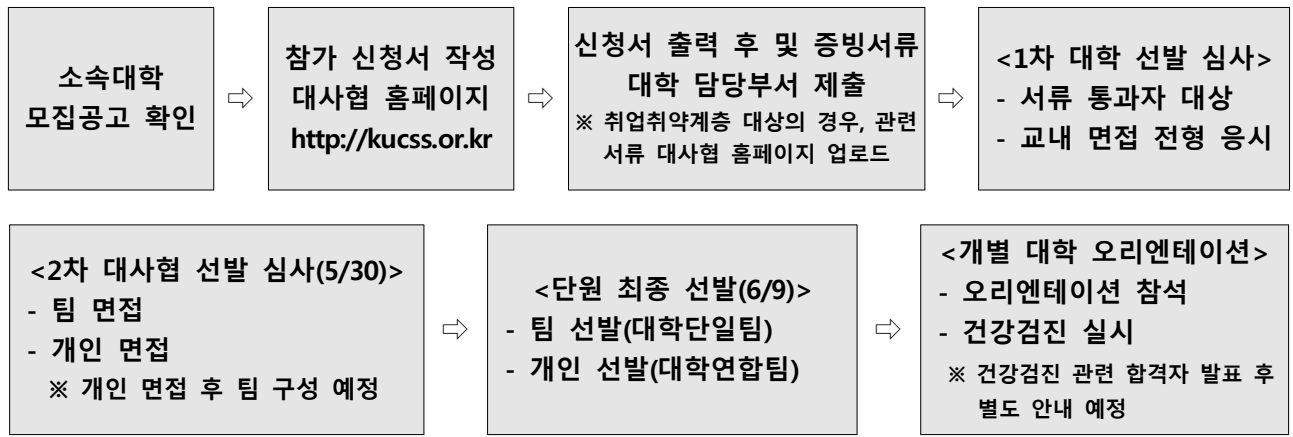 소속대학
모집공고 확인
⇨
참가 신청서 작성
대사협 홈페이지
http://kucss.or.kr
⇨
신청서 출력 후 및 증빙서류
대학 담당부서 제출
※ 취업취약계층 대상의 경우, 관련
서류 대사협 홈페이지 업로드
⇨
<1차 대학 선발 심사>
- 서류 통과자 대상
- 교내 면접 전형 응시
<2차 대사협 선발 심사(5/30)>
- 팀 면접
- 개인 면접
※ 개인 면접 후 팀 구성 예정
⇨
<단원 최종 선발(6/9)>
- 팀 선발(대학단일팀)
- 개인 선발(대학연합팀)
⇨
<개별 대학 오리엔테이션>
- 오리엔테이션 참석
- 건강검진 실시
※ 건강검진 관련 합격자 발표 후
별도 안내 예정